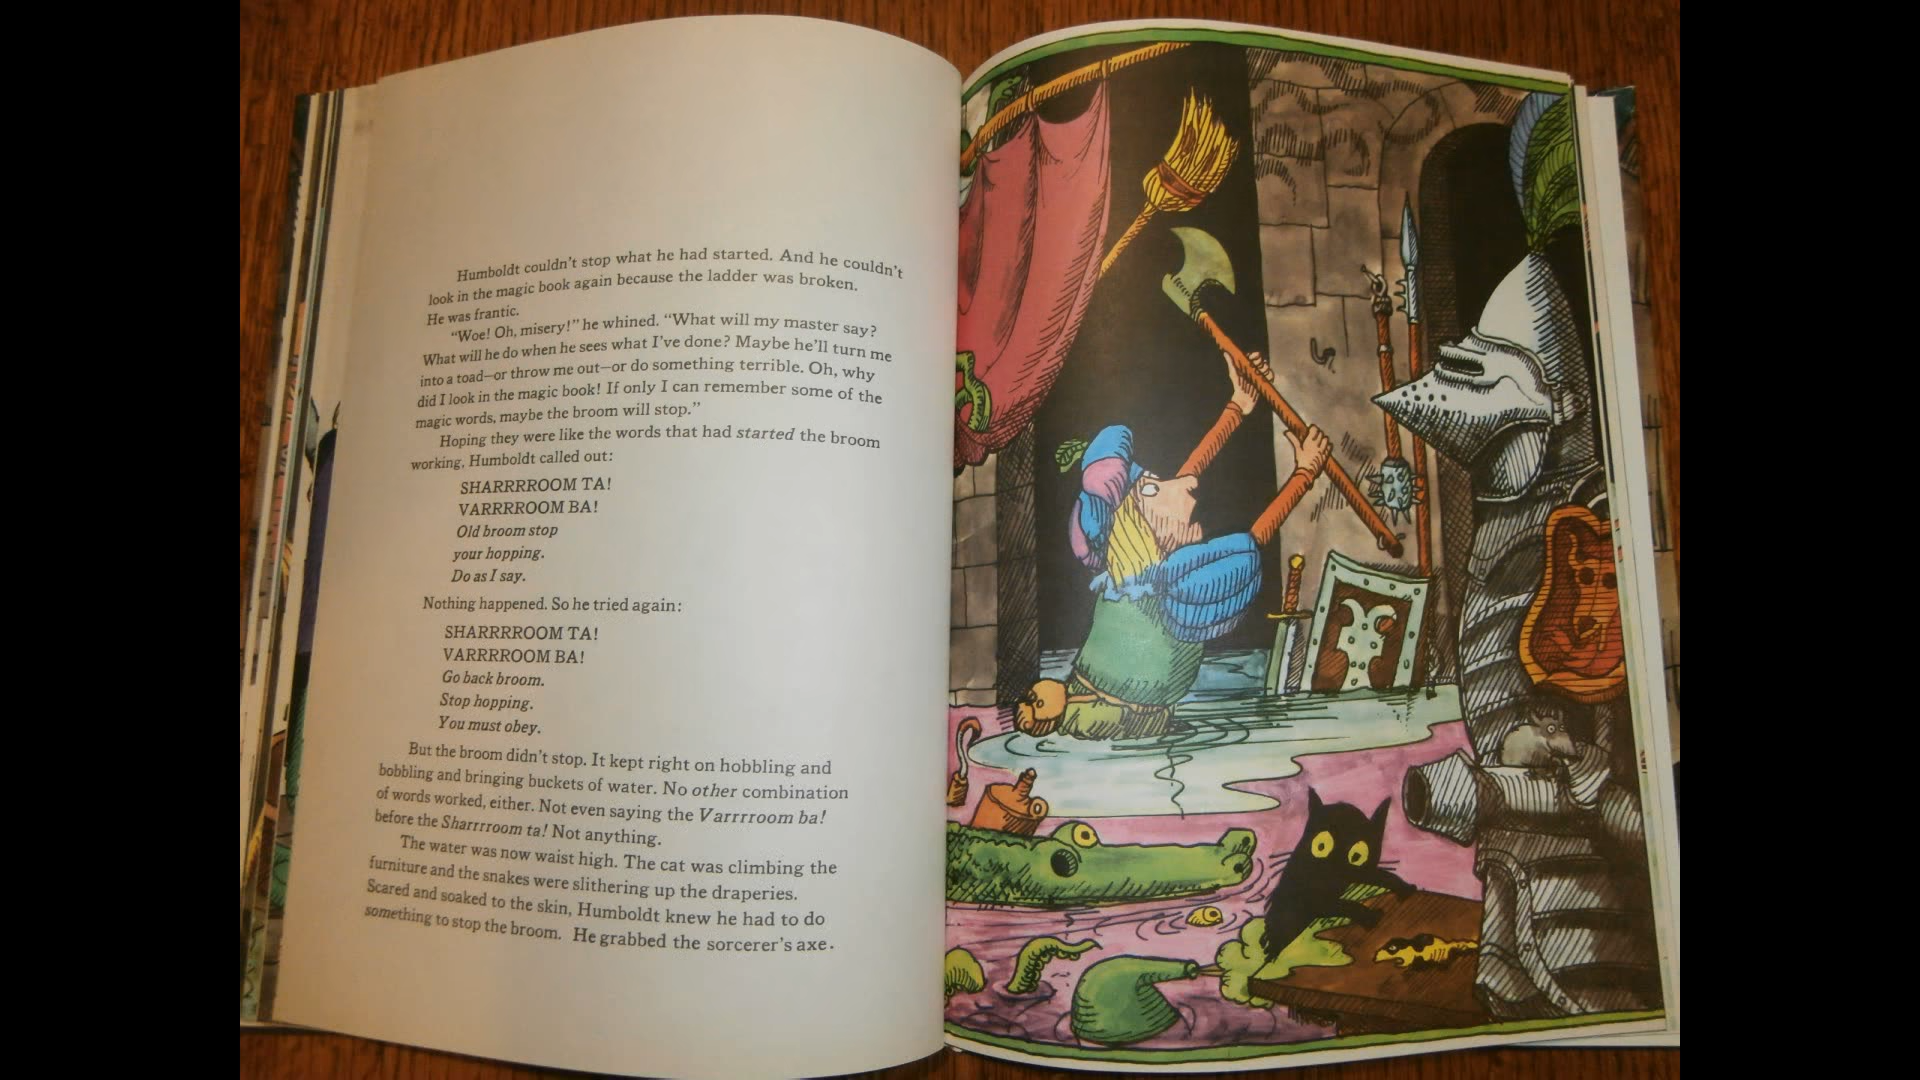 Humboldt couldn't stop what he had started. And he couldn't
look in the magic book again because the ladder was broken.
He was frantic.
"Woe! Oh, misery!" he whined. "What will my master say?
What will he do when he sees what I've done? Maybe he'll turn me
into a toad—or throw me out—or do something terrible. Oh, why
did I look in the magic book! If only I can remember some of the
magic words, maybe the broom will stop."
Hoping they were like the words that had started the broom
working, Humboldt called out:
SHARRRROOM TA!
VARRRROOM BA!
Old broom stop
your hopping.
Do as I say.
Nothing happened. So he tried again:
SHARRRROOM TA!
VARRRROOM BA!
Go back broom.
Stop hopping.
You must obey.
But the broom didn't stop. It kept right on hobbling and
bobbling and bringing buckets of water. No other combination
of words worked, either. Not even saying the Varrrroom ba!
before the Sharrrroom ta! Not anything.
The water was now waist high. The cat was climbing the
furniture and the snakes were slithering up the draperies.
Scared and soaked to the skin, Humboldt knew he had to do
something to stop the broom. He grabbed the sorcerer's axe.